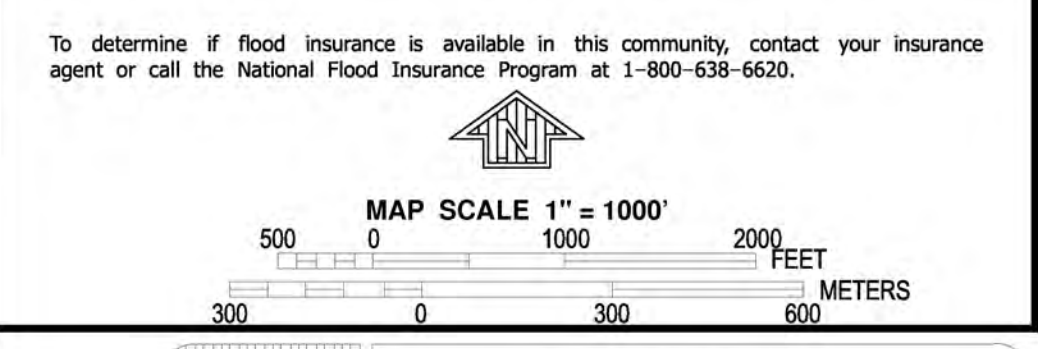 To determine if flood insurance is available in this community, contact your insurance
agent or call the National Flood Insurance Program at 1-800-638-6620.
N
MAP SCALE 1" = 1000'
500 0 1000 2000
FEET
METERS
300 0 300 600